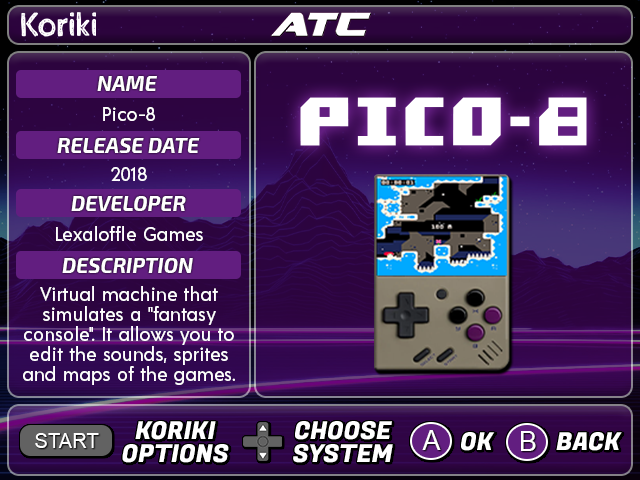 Koriki
ATC
NAME
Pico-8
RELEASE DATE
2018
DEVELOPER
Lexaloffle Games
DESCRIPTION
Virtual machine that
simulates a "fantasy
console". It allows you to
edit the sounds, sprites
and maps of the games.
PICO-8
100 M
START
KORIKI
OPTIONS
CHOOSE
SYSTEM
A OK
B BACK